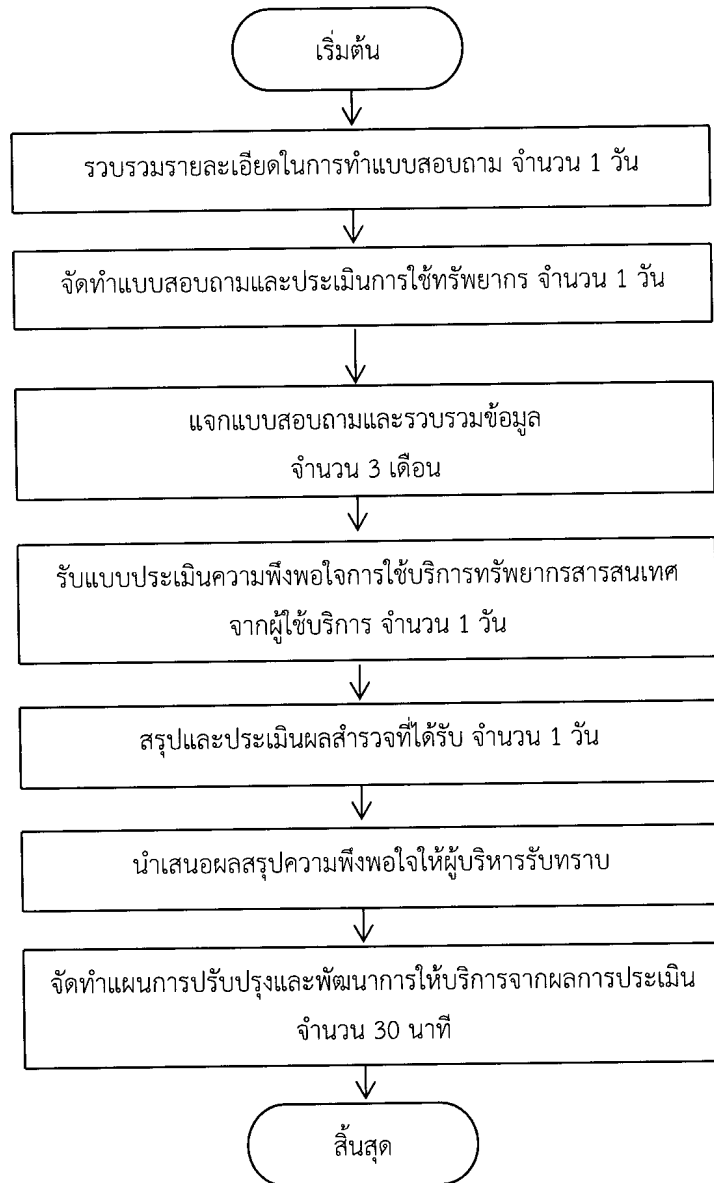 เริ่มต้น
รวบรวมรายละเอียดในการทำแบบสอบถาม จำนวน 1 วัน
จัดทำแบบสอบถามและประเมินการใช้ทรัพยากร จำนวน 1 วัน
แจกแบบสอบถามและรวบรวมข้อมูล
จำนวน 3 เดือน
รับแบบประเมินความพึงพอใจการใช้บริการทรัพยากรสารสนเทศ
จากผู้ใช้บริการ จำนวน 1 วัน
สรุปและประเมินผลสำรวจที่ได้รับ จำนวน 1 วัน
นำเสนอผลสรุปความพึงพอใจให้ผู้บริหารรับทราบ
จัดทำแผนการปรับปรุงและพัฒนาการให้บริการจากผลการประเมิน
จำนวน 30 นาที
สิ้นสุด